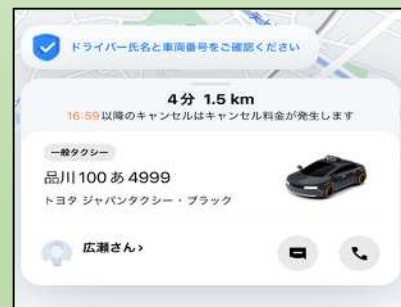 ドライバー氏名と車両番号をご確認ください
4分 1.5 km
16:59以降のキャンセルはキャンセル料金が発生します
一般タクシー
品川 100 あ 4999
トヨタ ジャパンタクシー・ブラック
広瀬さん›